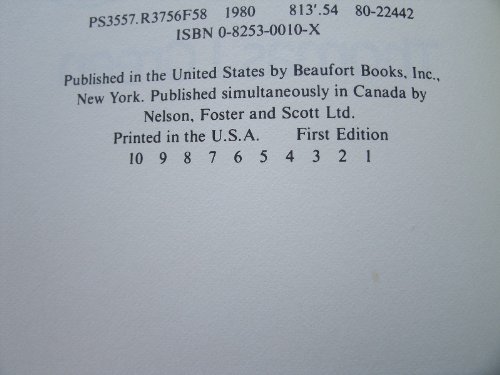 PS3557.R3756F58 1980 813'.54 80-22442
ISBN 0-8253-0010-X
Published in the United States by Beaufort Books, Inc.,
New York. Published simultaneously in Canada by
Nelson, Foster and Scott Ltd.
Printed in the U.S.A. First Edition
10 9 8 7 6 5 4 3 2 1